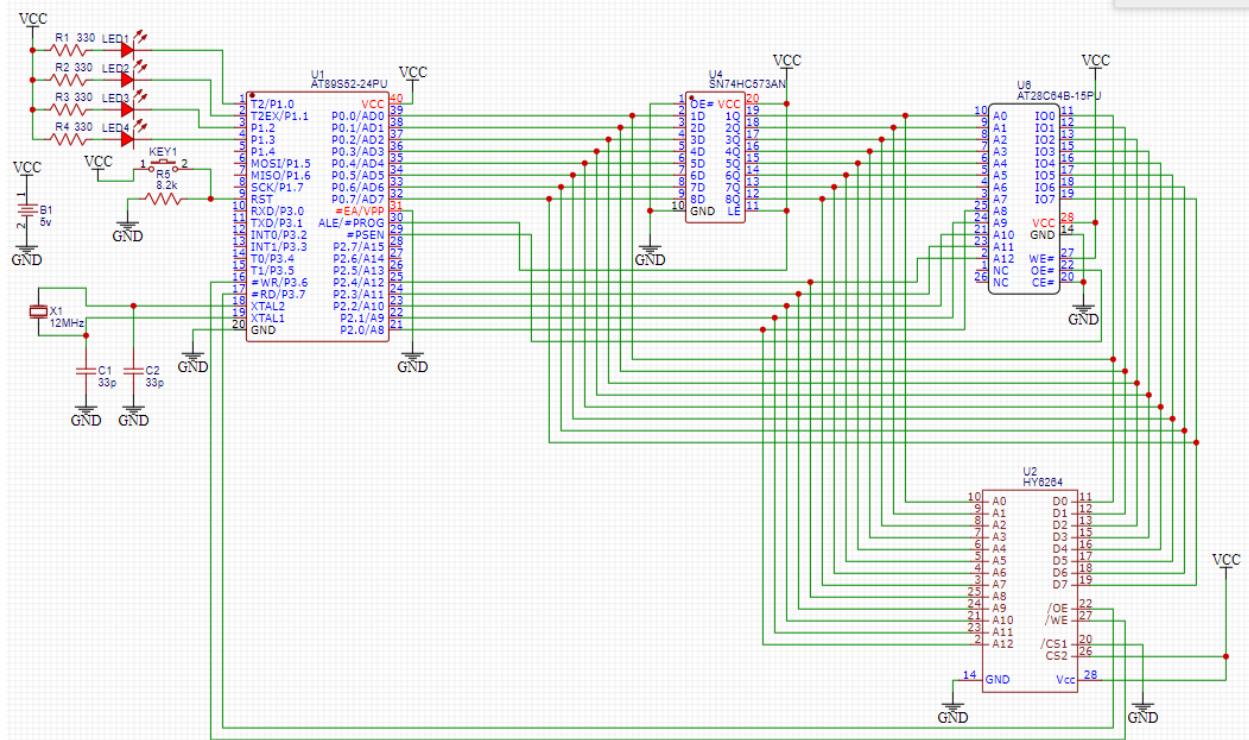 VCC
R1 330 LED1
R2 330 LED2
R3 330 LED3
R4 330 LED4
VCC
KEY1
1 2
R5
8.2k
GND
VCC
1
B1
5v
2
GND
X1
12MHz
C1
33p
C2
33p
GND
GND
U1
AT89S52-24PU
VCC
1 T2/P1.0 VCC 40
2 T2EX/P1.1 P0.0/AD0 39
3 P1.2 P0.1/AD1 38
4 P1.3 P0.2/AD2 37
5 P1.4 P0.3/AD3 36
6 MOSI/P1.5 P0.4/AD4 35
7 MISO/P1.6 P0.5/AD5 34
8 SCK/P1.7 P0.6/AD6 33
9 RST P0.7/AD7 32
10 RXD/P3.0 #EA/VPP 31
11 TXD/P3.1 ALE/#PROG 30
12 INT0/P3.2 #PSEN 29
13 INT1/P3.3 P2.7/A15 28
14 T0/P3.4 P2.6/A14 27
15 T1/P3.5 P2.5/A13 26
16 #WR/P3.6 P2.4/A12 25
17 #RD/P3.7 P2.3/A11 24
18 XTAL2 P2.2/A10 23
19 XTAL1 P2.1/A9 22
20 GND P2.0/A8 21
GND
GND
VCC
U4
SN74HC573AN
1 OE# VCC 20
2 1D 1Q 19
3 2D 2Q 18
4 3D 3Q 17
5 4D 4Q 16
6 5D 5Q 15
7 6D 6Q 14
8 7D 7Q 13
9 8D 8Q 12
10 GND LE 11
GND
VCC
U6
AT28C64B-15PU
10 A0 IO0 11
9 A1 IO1 12
8 A2 IO2 13
7 A3 IO3 15
6 A4 IO4 16
5 A5 IO5 17
4 A6 IO6 18
3 A7 IO7 19
25 A8
24 A9 VCC 28
21 A10 GND 14
23 A11
2 A12 WE# 27
1 NC OE# 22
26 NC CE# 20
GND
U2
HY6264
10 A0 D0 11
9 A1 D1 12
8 A2 D2 13
7 A3 D3 15
6 A4 D4 16
5 A5 D5 17
4 A6 D6 18
3 A7 D7 19
25 A8
24 A9 /OE 22
21 A10 /WE 27
23 A11
2 A12 /CS1 20
CS2 26
14 GND Vcc 28
VCC
GND
GND